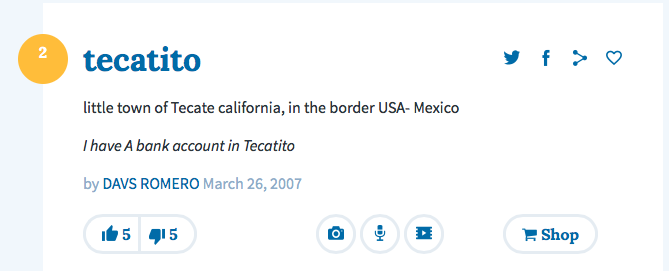 2
tecatito
little town of Tecate california, in the border USA- Mexico
I have A bank account in Tecatito
by DAVS ROMERO March 26, 2007
5 5 Shop